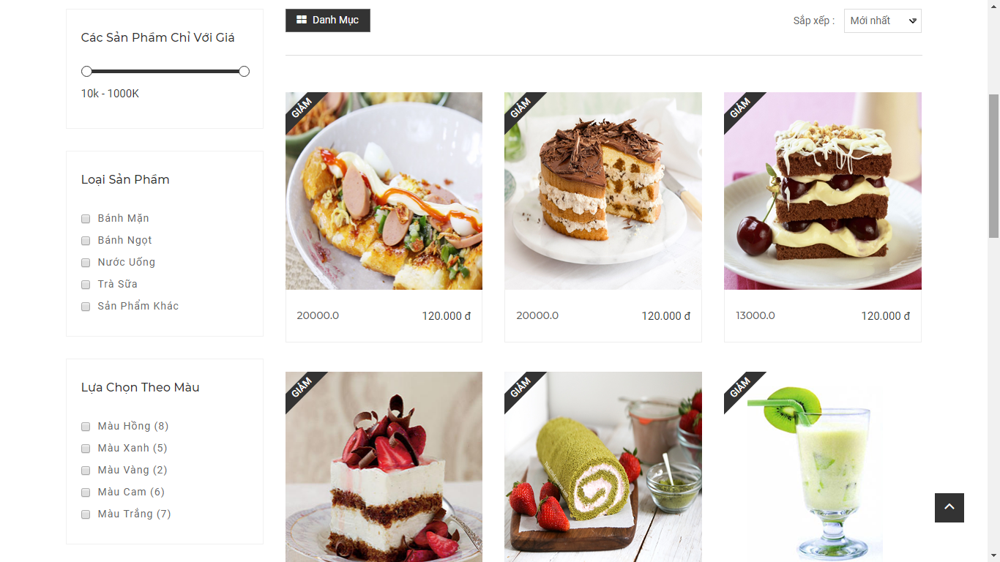 Các Sản Phẩm Chỉ Với Giá
10k - 1000K
Loại Sản Phẩm
Bánh Mặn
Bánh Ngọt
Nước Uống
Trà Sữa
Sản Phẩm Khác
Lựa Chọn Theo Màu
Màu Hồng (8)
Màu Xanh (5)
Màu Vàng (2)
Màu Cam (6)
Màu Trắng (7)
Danh Mục
Sắp xếp :
Mới nhất
GIẢM
GIẢM
GIẢM
20000.0
120.000 đ
20000.0
120.000 đ
13000.0
120.000 đ
GIẢM
GIẢM
GIẢM